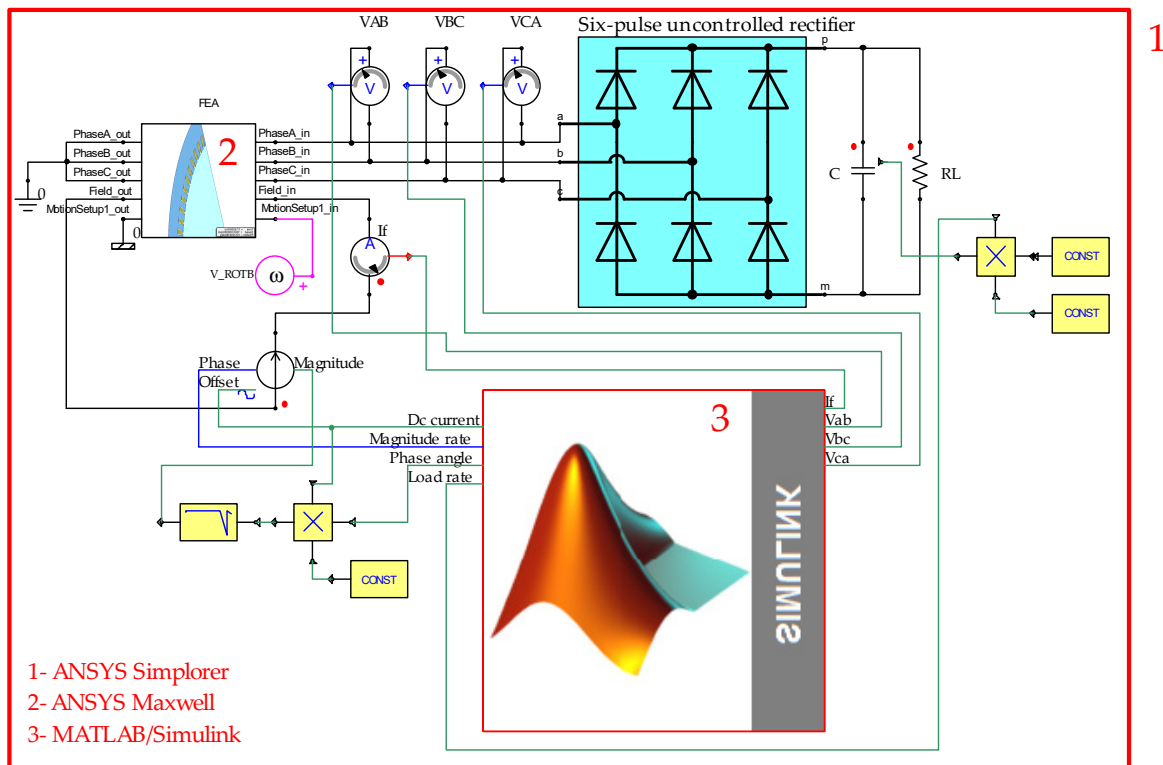 VAB VBC VCA
Six-pulse uncontrolled rectifier
1
p
+ + +
V V V
FEA
a
PhaseA_out PhaseA_in
2
PhaseB_out PhaseB_in
b
PhaseC_out PhaseC_in
C RL
Field_out Field_in
c
0
MotionSetup1_out MotionSetup1_in
0
If
A
V_ROTB ω
+
m
CONST
CONST
Phase Magnitude
Offset
If
3
Dc current Vab
Magnitude rate Vbc
Phase angle Vca
Load rate
SIMULINK
CONST
1- ANSYS Simplorer
2- ANSYS Maxwell
3- MATLAB/Simulink